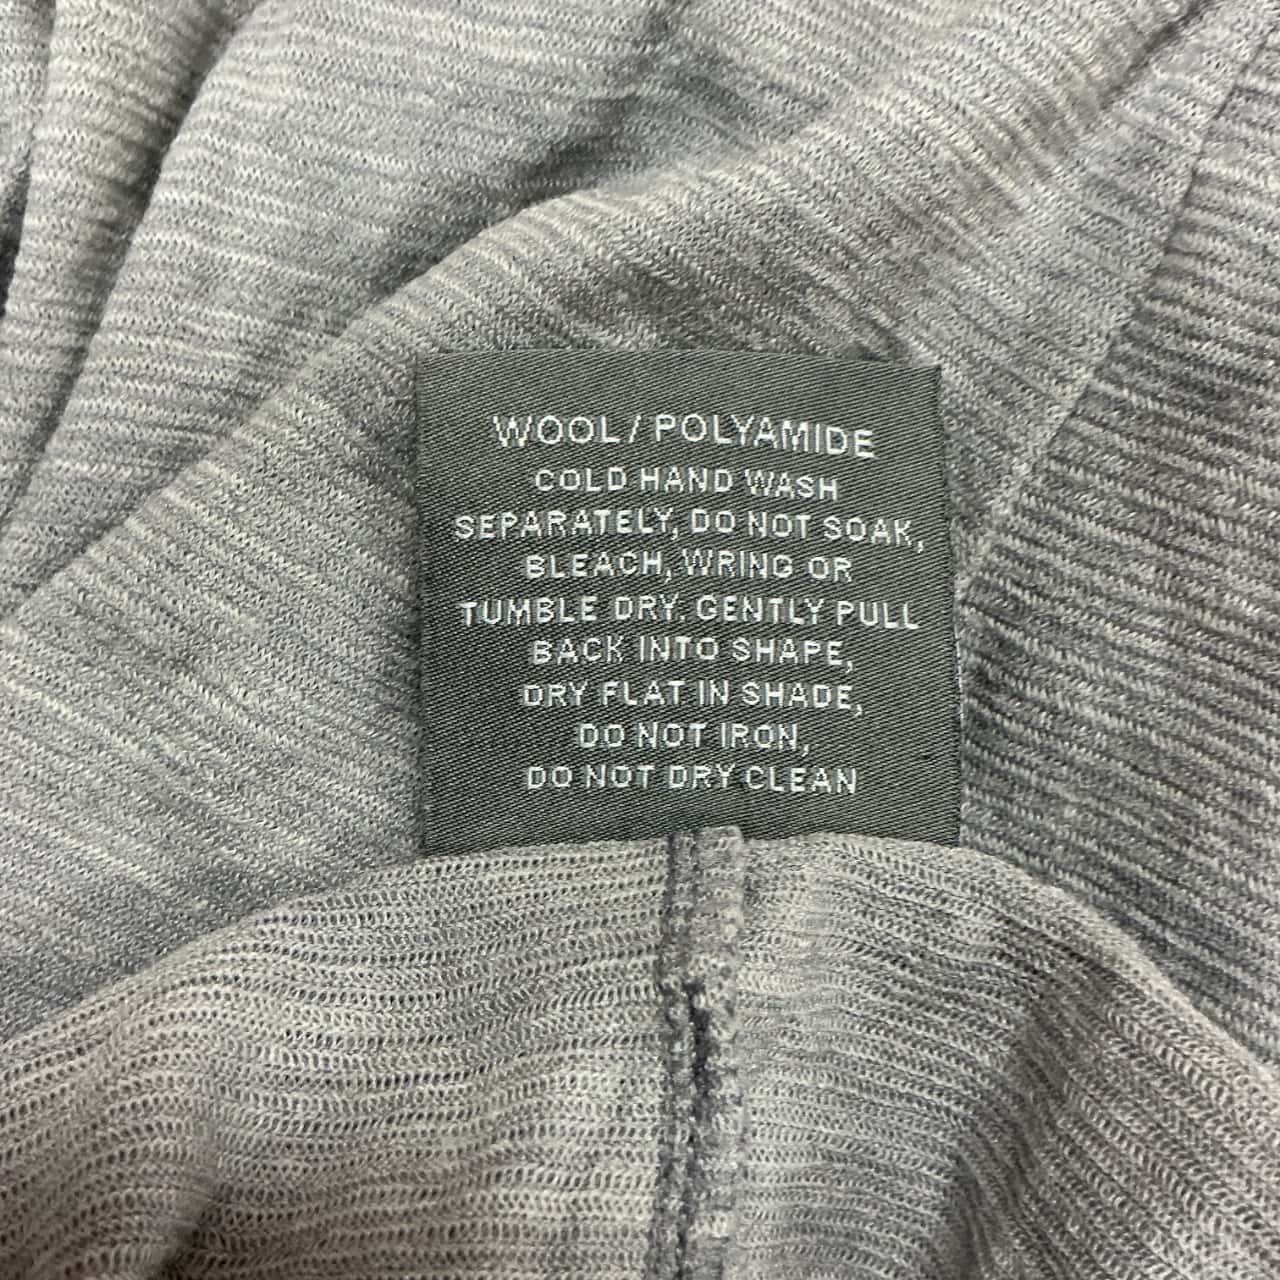 WOOL / POLYAMIDE
COLD HAND WASH
SEPARATELY, DO NOT SOAK,
BLEACH, WRING OR
TUMBLE DRY. GENTLY PULL
BACK INTO SHAPE,
DRY FLAT IN SHADE,
DO NOT IRON,
DO NOT DRY CLEAN